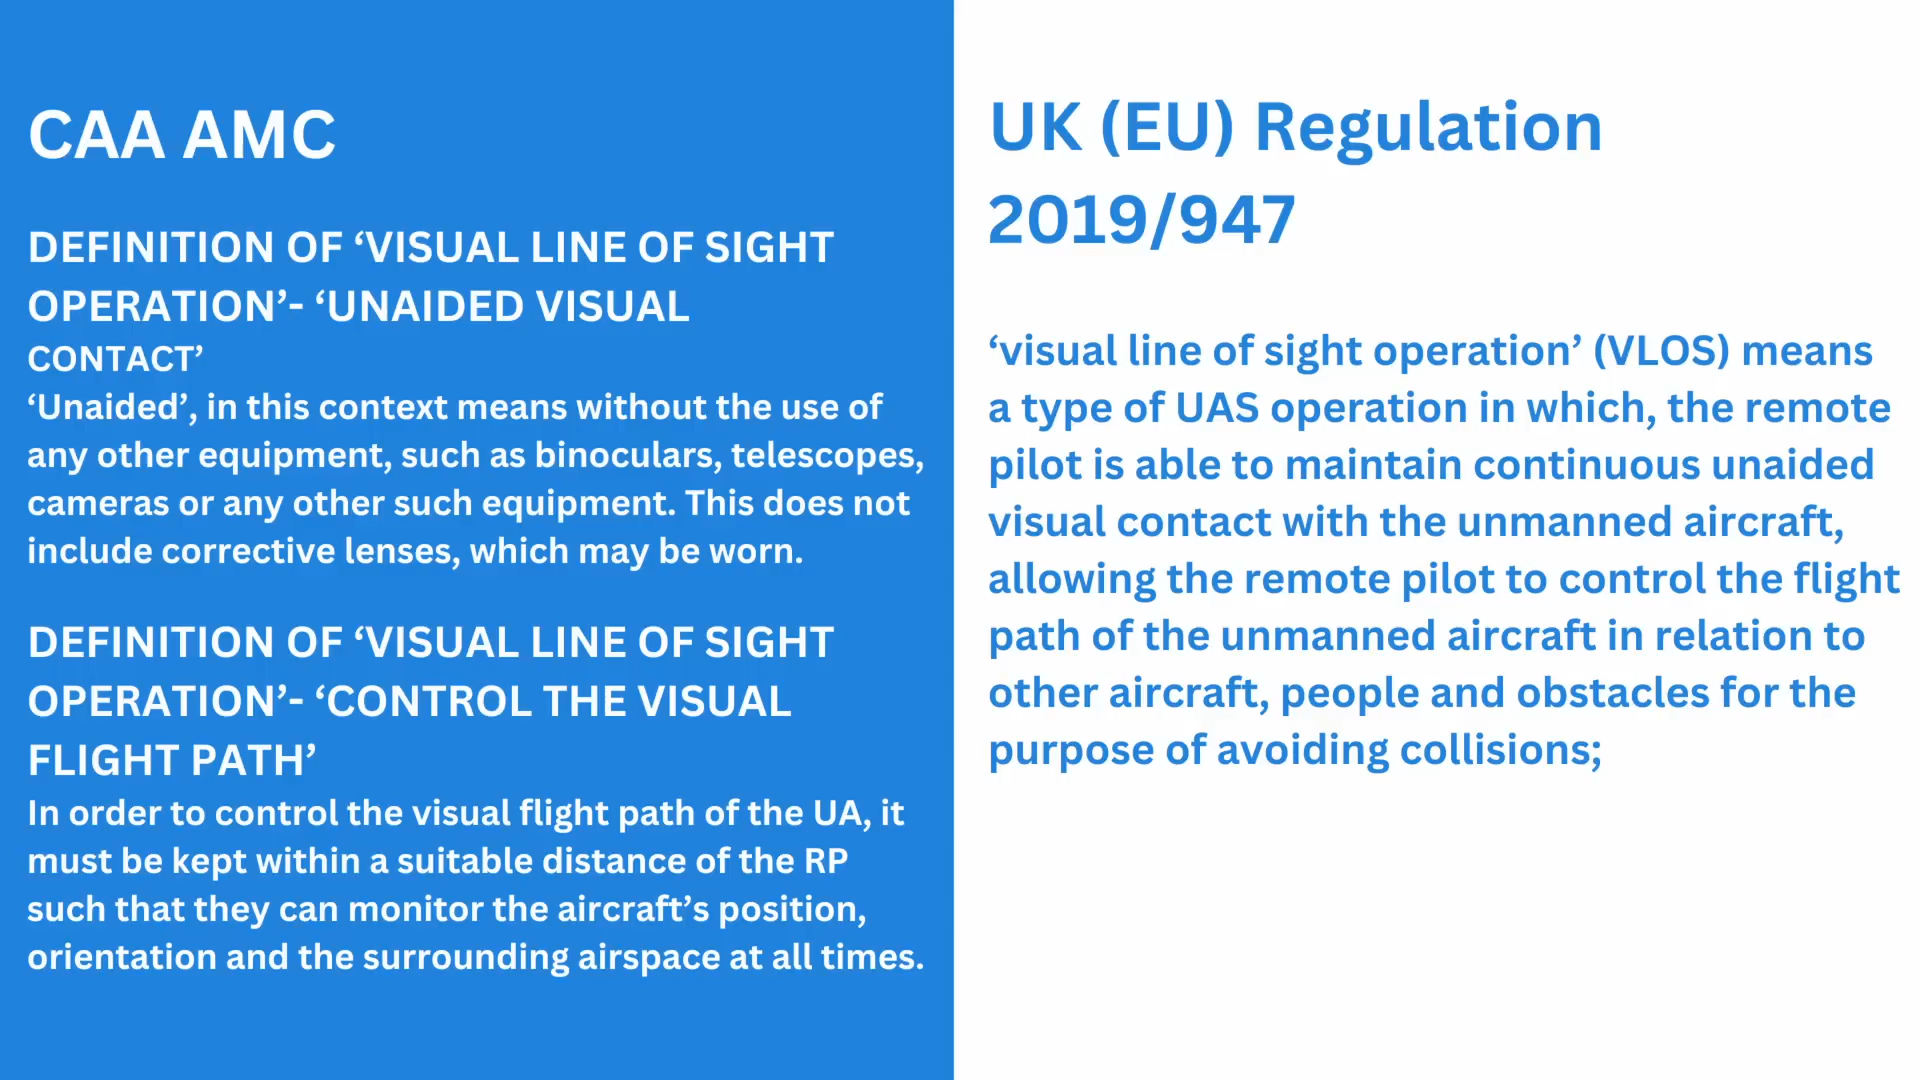 CAA AMC
DEFINITION OF ‘VISUAL LINE OF SIGHT
OPERATION’- ‘UNAIDED VISUAL
CONTACT’
‘Unaided’, in this context means without the use of
any other equipment, such as binoculars, telescopes,
cameras or any other such equipment. This does not
include corrective lenses, which may be worn.
DEFINITION OF ‘VISUAL LINE OF SIGHT
OPERATION’- ‘CONTROL THE VISUAL
FLIGHT PATH’
In order to control the visual flight path of the UA, it
must be kept within a suitable distance of the RP
such that they can monitor the aircraft’s position,
orientation and the surrounding airspace at all times.
UK (EU) Regulation
2019/947
‘visual line of sight operation’ (VLOS) means
a type of UAS operation in which, the remote
pilot is able to maintain continuous unaided
visual contact with the unmanned aircraft,
allowing the remote pilot to control the flight
path of the unmanned aircraft in relation to
other aircraft, people and obstacles for the
purpose of avoiding collisions;